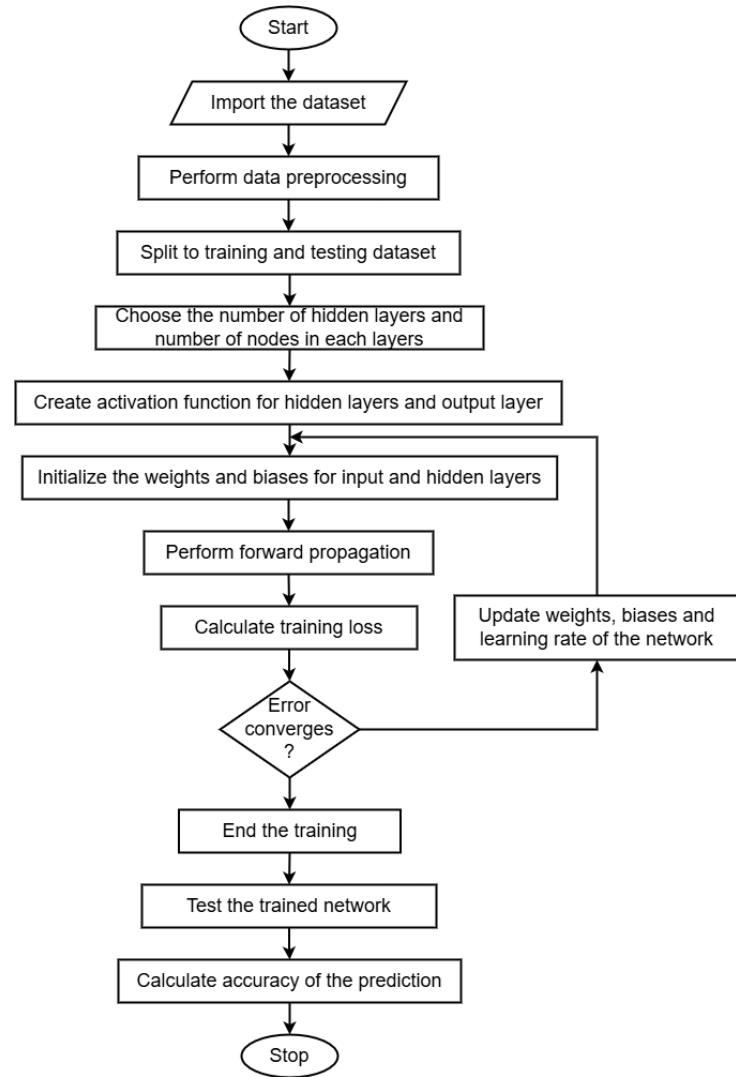 Start
Import the dataset
Perform data preprocessing
Split to training and testing dataset
Choose the number of hidden layers and
number of nodes in each layers
Create activation function for hidden layers and output layer
Initialize the weights and biases for input and hidden layers
Perform forward propagation
Calculate training loss
Update weights, biases and
learning rate of the network
Error
converges
?
End the training
Test the trained network
Calculate accuracy of the prediction
Stop